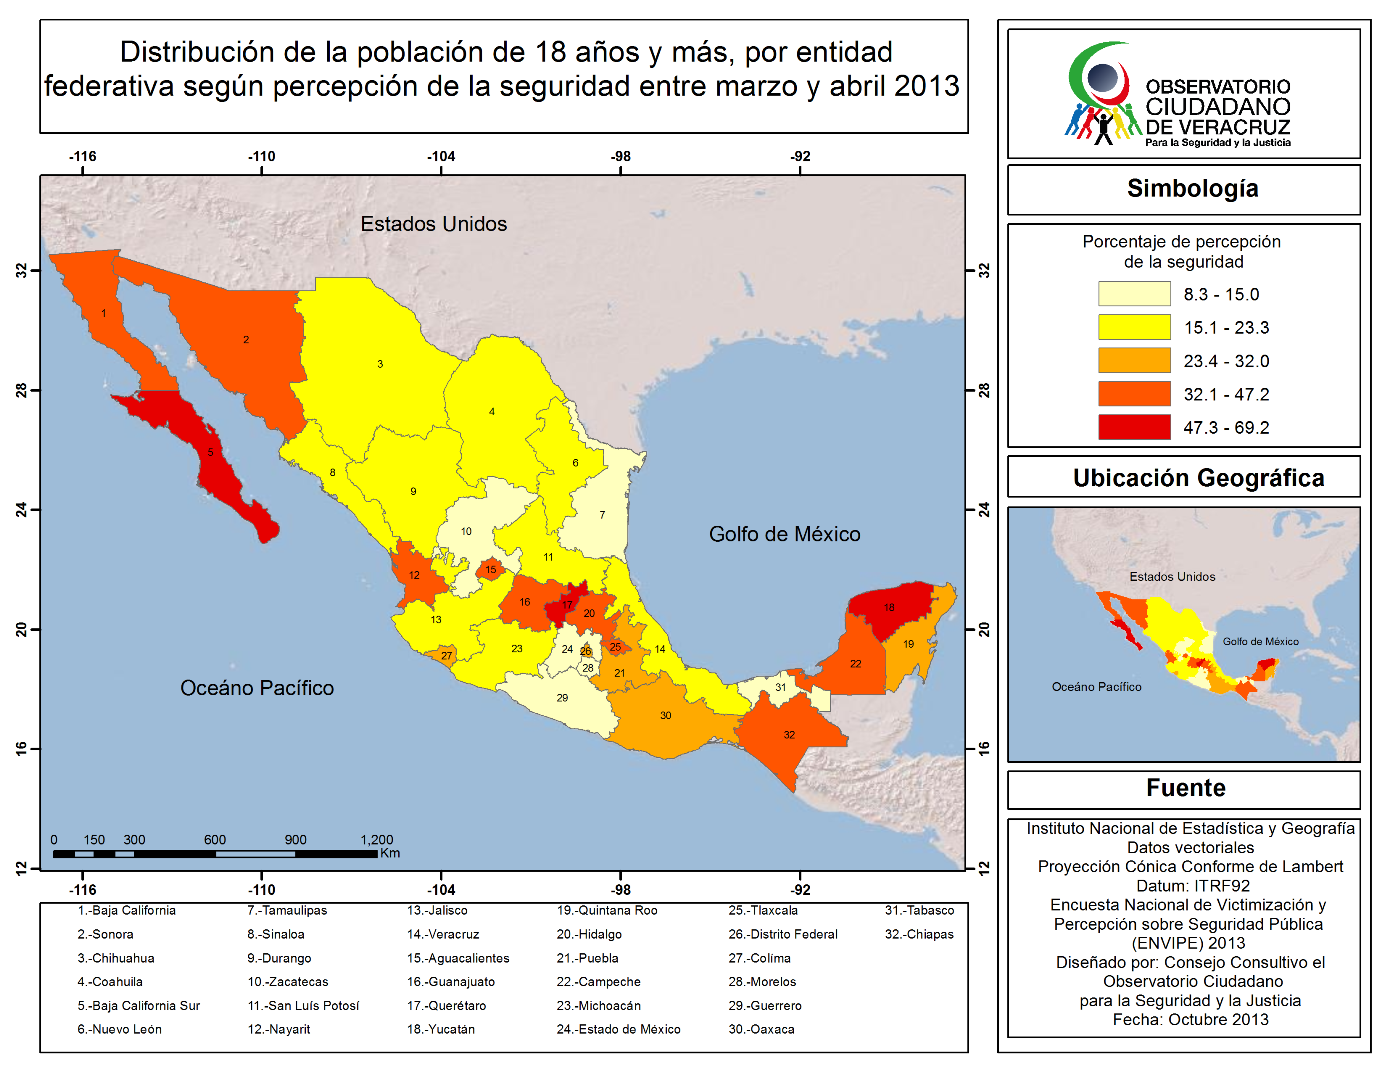 Distribución de la población de 18 años y más, por entidad
federativa según percepción de la seguridad entre marzo y abril 2013
-116 -110 -104 -98 -92
32 28 24 20 16 12
Estados Unidos
Golfo de México
Oceáno Pacífico
1
2
3
4
5
6
7
8
9
10
11
12
13
14
15
16
17
18
19
20
21
22
23
24
25
26
27
28
29
30
31
32
32 28 24 20 16 12
0 150 300 600 900 1,200
Km
-116 -110 -104 -98 -92
1.-Baja California
2.-Sonora
3.-Chihuahua
4.-Coahuila
5.-Baja California Sur
6.-Nuevo León
7.-Tamaulipas
8.-Sinaloa
9.-Durango
10.-Zacatecas
11.-San Luís Potosí
12.-Nayarit
13.-Jalisco
14.-Veracruz
15.-Aguacalientes
16.-Guanajuato
17.-Querétaro
18.-Yucatán
19.-Quintana Roo
20.-Hidalgo
21.-Puebla
22.-Campeche
23.-Michoacán
24.-Estado de México
25.-Tlaxcala
26.-Distrito Federal
27.-Colíma
28.-Morelos
29.-Guerrero
30.-Oaxaca
31.-Tabasco
32.-Chiapas
OBSERVATORIO
CIUDADANO
DE VERACRUZ
Para la Seguridad y la Justicia
Simbología
Porcentaje de percepción
de la seguridad
8.3 - 15.0
15.1 - 23.3
23.4 - 32.0
32.1 - 47.2
47.3 - 69.2
Ubicación Geográfica
Estados Unidos
Golfo de México
Oceáno Pacífico
Fuente
Instituto Nacional de Estadística y Geografía
Datos vectoriales
Proyección Cónica Conforme de Lambert
Datum: ITRF92
Encuesta Nacional de Victimización y
Percepción sobre Seguridad Pública
(ENVIPE) 2013
Diseñado por: Consejo Consultivo el
Observatorio Ciudadano
para la Seguridad y la Justicia
Fecha: Octubre 2013